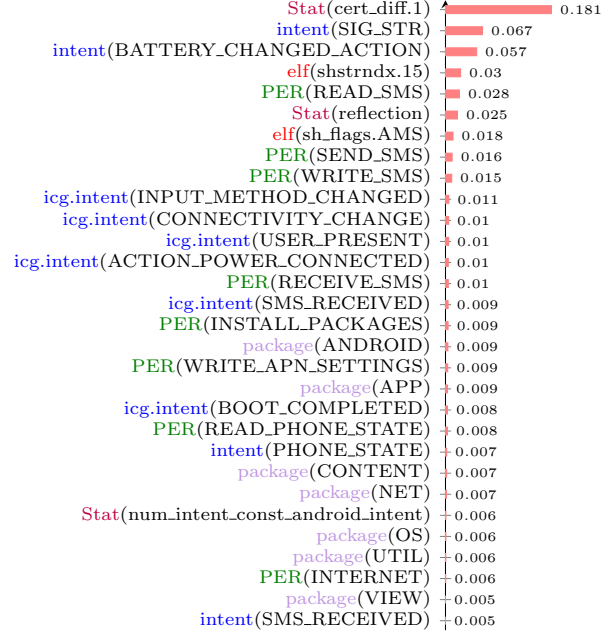 Stat(cert_diff.1) 0.181
intent(SIG_STR) 0.067
intent(BATTERY_CHANGED_ACTION) 0.057
elf(shstrndx.15) 0.03
PER(READ_SMS) 0.028
Stat(reflection) 0.025
elf(sh_flags.AMS) 0.018
PER(SEND_SMS) 0.016
PER(WRITE_SMS) 0.015
icg.intent(INPUT_METHOD_CHANGED) 0.011
icg.intent(CONNECTIVITY_CHANGE) 0.01
icg.intent(USER_PRESENT) 0.01
icg.intent(ACTION_POWER_CONNECTED) 0.01
PER(RECEIVE_SMS) 0.01
icg.intent(SMS_RECEIVED) 0.009
PER(INSTALL_PACKAGES) 0.009
package(ANDROID) 0.009
PER(WRITE_APN_SETTINGS) 0.009
package(APP) 0.009
icg.intent(BOOT_COMPLETED) 0.008
PER(READ_PHONE_STATE) 0.008
intent(PHONE_STATE) 0.007
package(CONTENT) 0.007
package(NET) 0.007
Stat(num_intent_const_android_intent) 0.006
package(OS) 0.006
package(UTIL) 0.006
PER(INTERNET) 0.006
package(VIEW) 0.005
intent(SMS_RECEIVED) 0.005